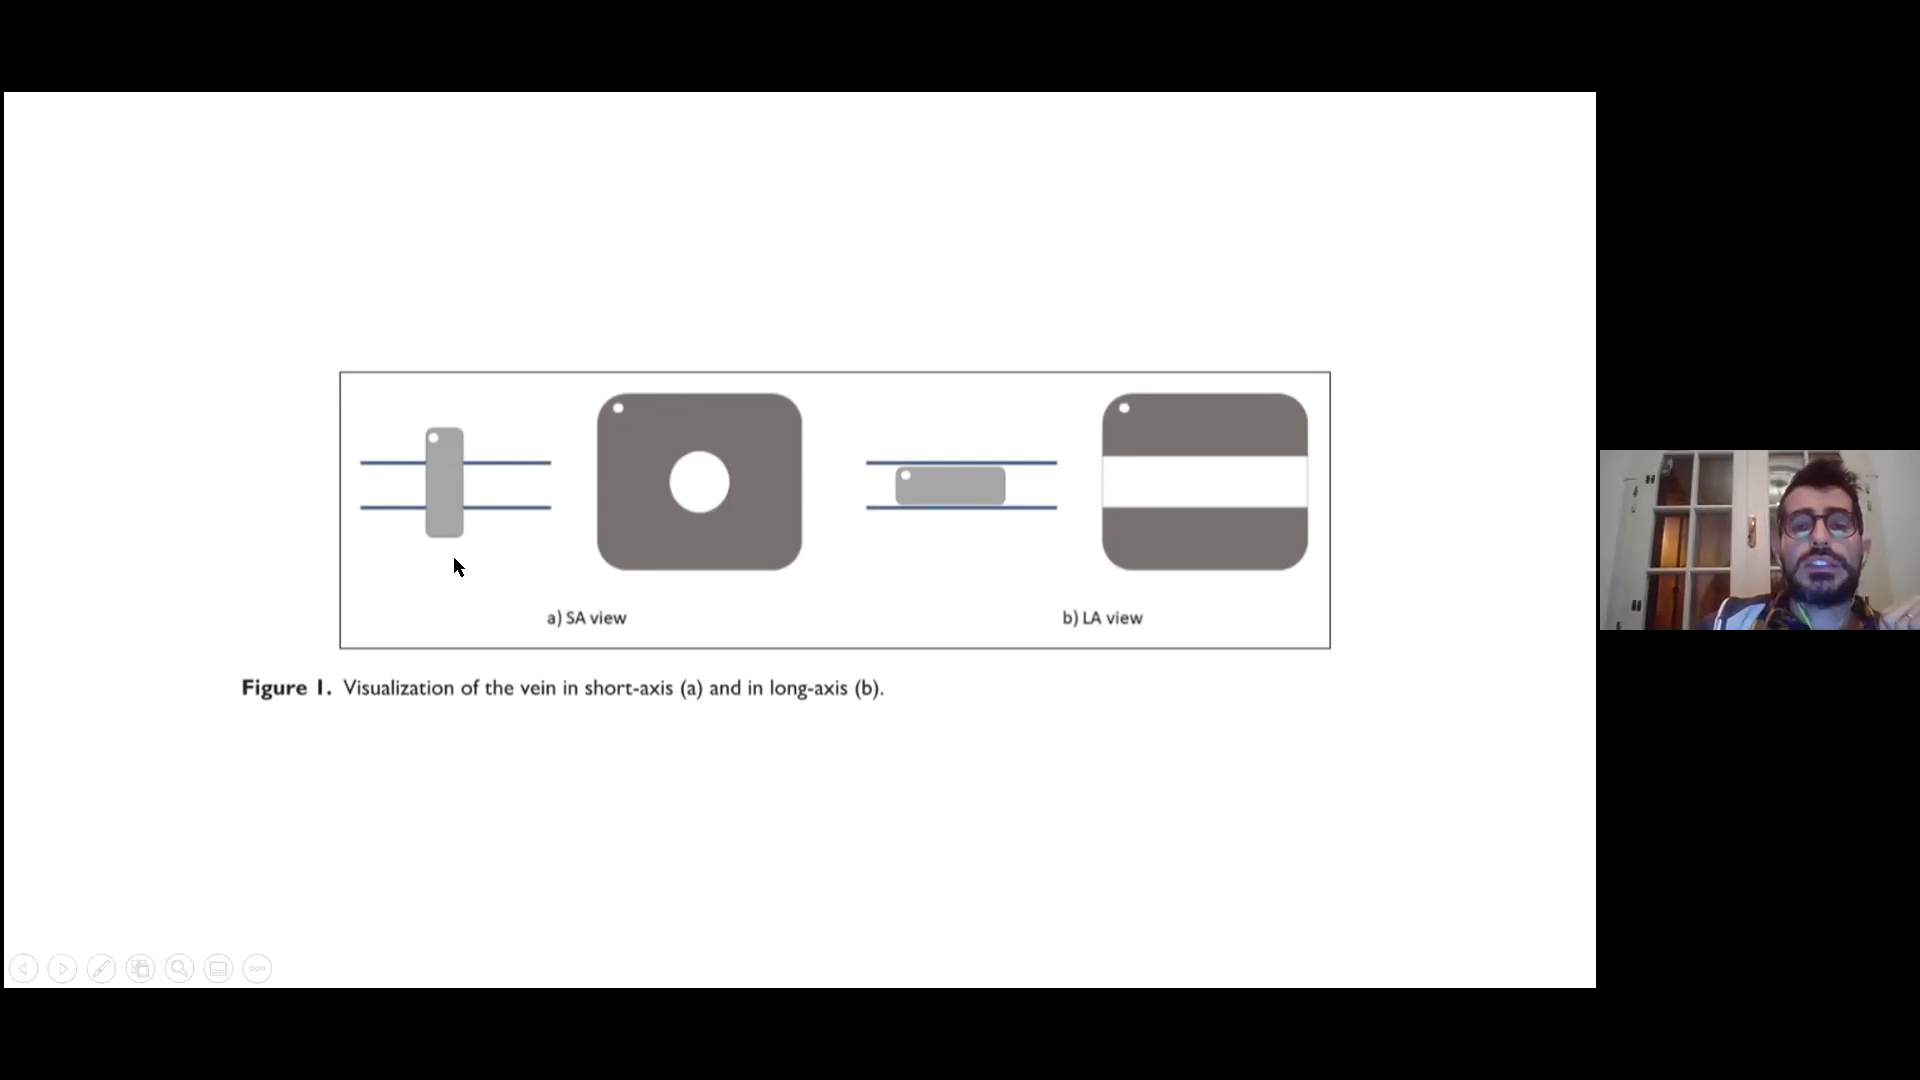 a) SA view
b) LA view
Figure 1. Visualization of the vein in short-axis (a) and in long-axis (b).